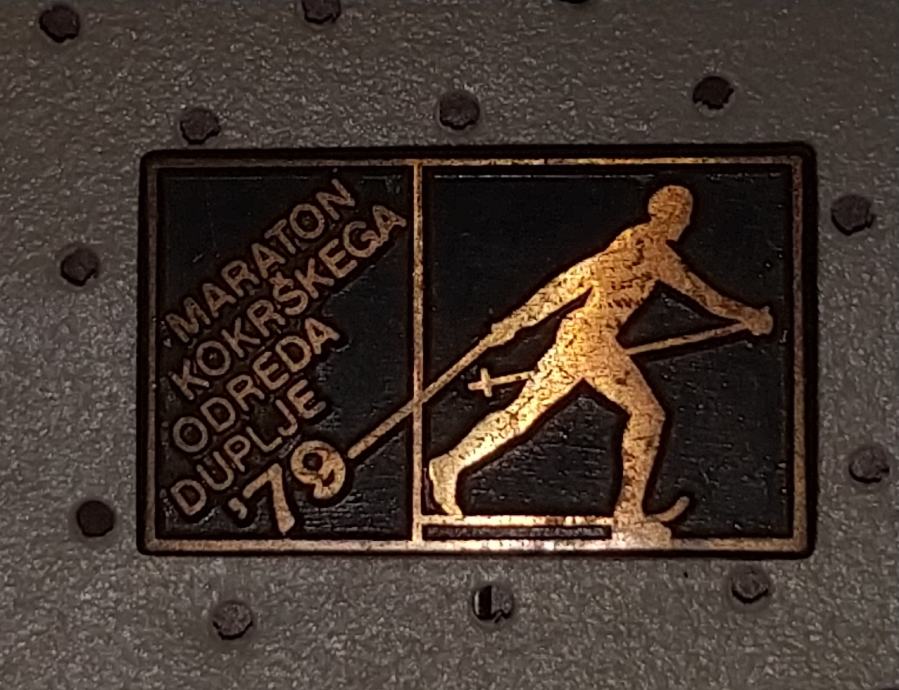 MARATON
KOKRŠKEGA
ODREDA
DUPLJE
'79